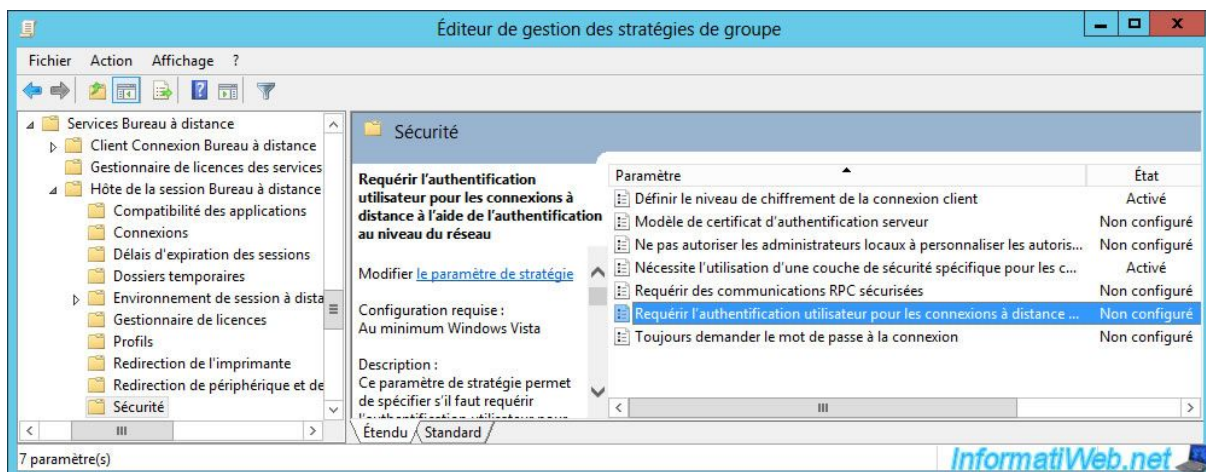 Éditeur de gestion des stratégies de groupe
Fichier Action Affichage ?
Services Bureau à distance
Client Connexion Bureau à distance
Gestionnaire de licences des services
Hôte de la session Bureau à distance
Compatibilité des applications
Connexions
Délais d'expiration des sessions
Dossiers temporaires
Environnement de session à dista
Gestionnaire de licences
Profils
Redirection de l'imprimante
Redirection de périphérique et de
Sécurité
Sécurité
Requérir l'authentification
utilisateur pour les connexions à
distance à l'aide de l'authentification
au niveau du réseau
Modifier le paramètre de stratégie
Configuration requise :
Au minimum Windows Vista
Description :
Ce paramètre de stratégie permet
de spécifier s'il faut requérir
l'authentification utilisateur pour
Paramètre État
Définir le niveau de chiffrement de la connexion client Activé
Modèle de certificat d'authentification serveur Non configuré
Ne pas autoriser les administrateurs locaux à personnaliser les autoris... Non configuré
Nécessite l'utilisation d'une couche de sécurité spécifique pour les c... Activé
Requérir des communications RPC sécurisées Non configuré
Requérir l'authentification utilisateur pour les connexions à distance ... Non configuré
Toujours demander le mot de passe à la connexion Non configuré
Étendu Standard
7 paramètre(s)
InformatiWeb.net